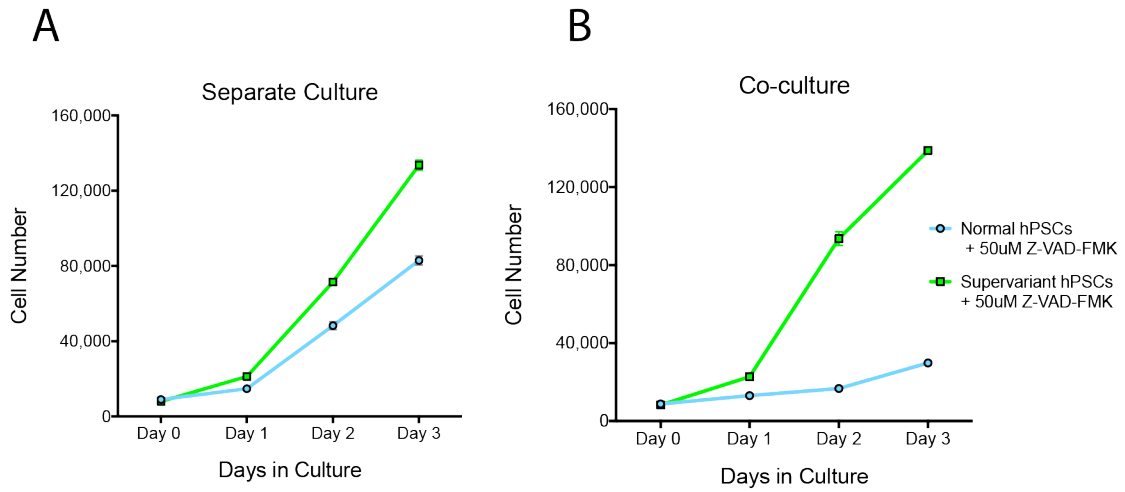 A
Separate Culture
160,000
120,000
80,000
40,000
0
Cell Number
Day 0 Day 1 Day 2 Day 3
Days in Culture
B
Co-culture
160,000
120,000
80,000
40,000
0
Cell Number
Day 0 Day 1 Day 2 Day 3
Days in Culture
Normal hPSCs
+ 50uM Z-VAD-FMK
Supervariant hPSCs
+ 50uM Z-VAD-FMK